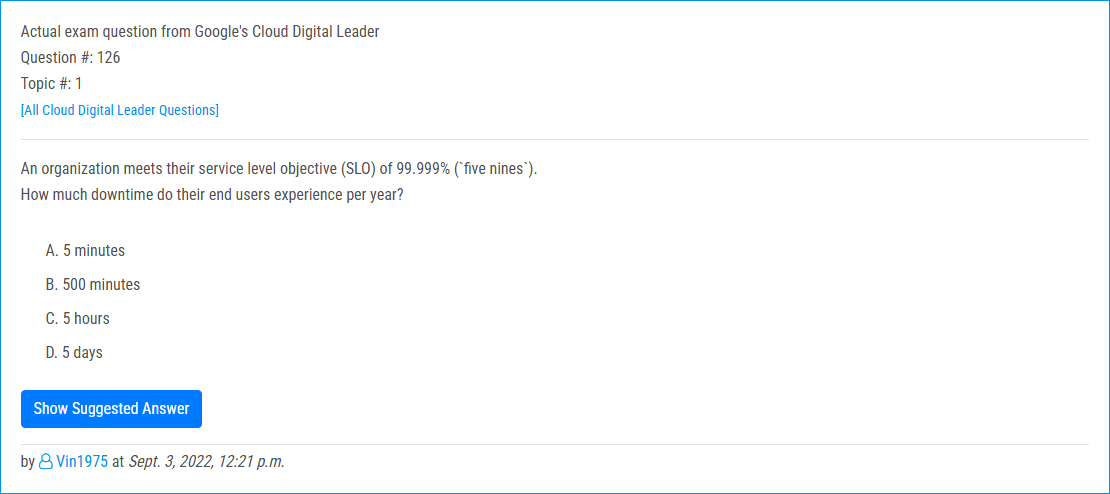 Actual exam question from Google's Cloud Digital Leader
Question #: 126
Topic #: 1
[All Cloud Digital Leader Questions]
An organization meets their service level objective (SLO) of 99.999% (`five nines`).
How much downtime do their end users experience per year?
A. 5 minutes
B. 500 minutes
C. 5 hours
D. 5 days
Show Suggested Answer
by Vin1975 at Sept. 3, 2022, 12:21 p.m.